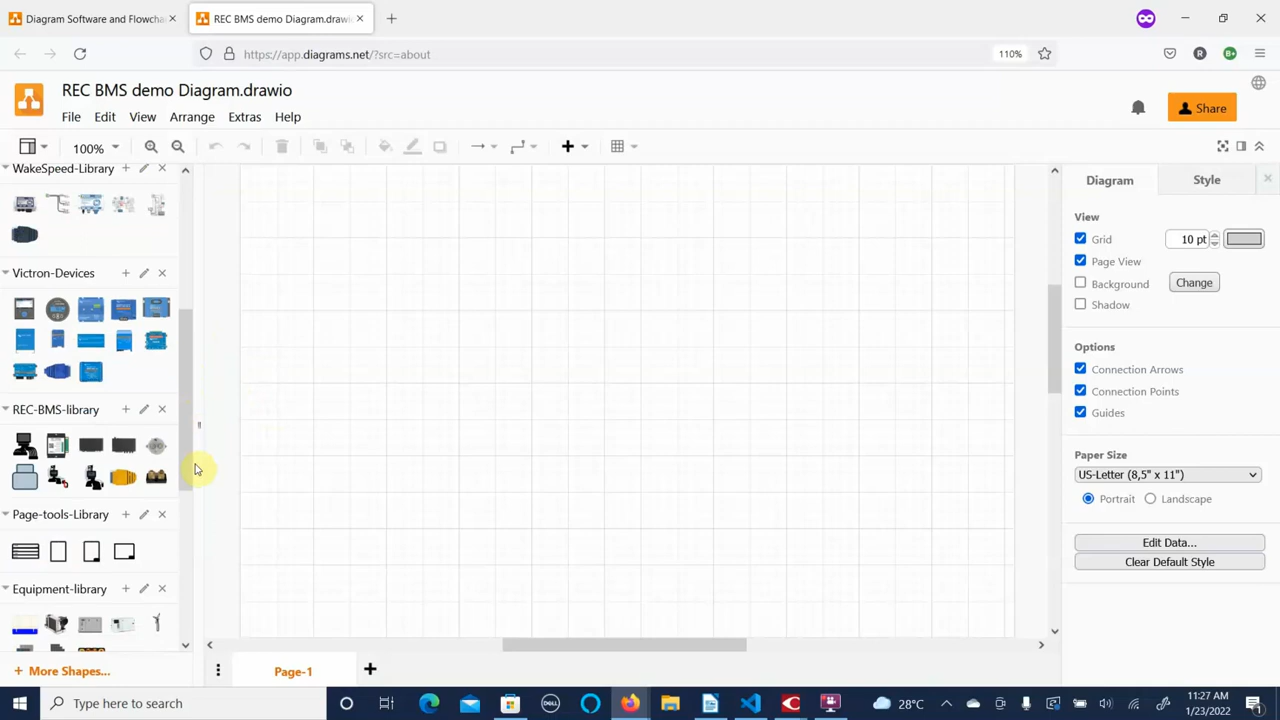 Diagram Software and Flowcha
REC BMS demo Diagram.drawi
https://app.diagrams.net/?src=about
110%
REC BMS demo Diagram.drawio
File Edit View Arrange Extras Help
Share
100%
WakeSpeed-Library
Victron-Devices
REC-BMS-library
Page-tools-Library
Equipment-library
More Shapes...
Page-1
Diagram Style
View
Grid 10 pt
Page View
Background Change
Shadow
Options
Connection Arrows
Connection Points
Guides
Paper Size
US-Letter (8,5" x 11")
Portrait Landscape
Edit Data...
Clear Default Style
Type here to search
DELL
28°C
11:27 AM
1/23/2022